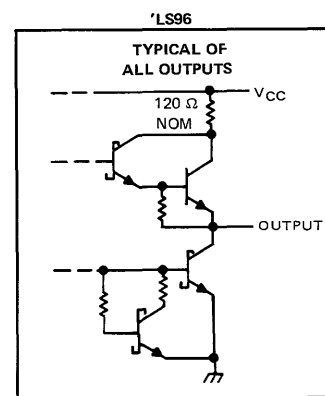 'LS96
TYPICAL OF
ALL OUTPUTS
VCC
120 Ω
NOM
OUTPUT